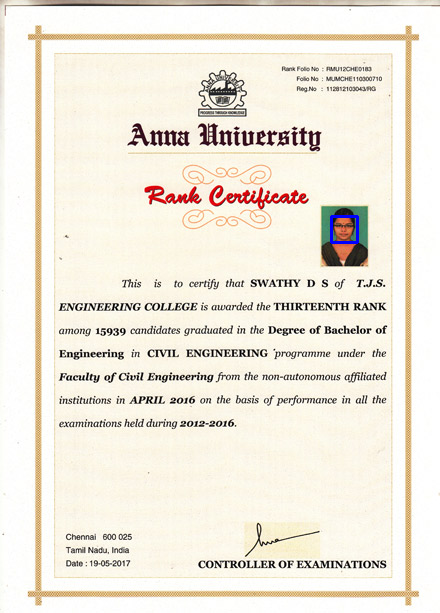 Rank Folio No : RMU12CHE0183
Folio No : MUMCHE110300710
Reg.No : 112812103043/RG
PROGRESS THROUGH KNOWLEDGE
Anna University
Rank Certificate
This is to certify that SWATHY D S of T.J.S.
ENGINEERING COLLEGE is awarded the THIRTEENTH RANK
among 15939 candidates graduated in the Degree of Bachelor of
Engineering in CIVIL ENGINEERING programme under the
Faculty of Civil Engineering from the non-autonomous affiliated
institutions in APRIL 2016 on the basis of performance in all the
examinations held during 2012-2016.
Chennai 600 025
Tamil Nadu, India
Date : 19-05-2017
CONTROLLER OF EXAMINATIONS